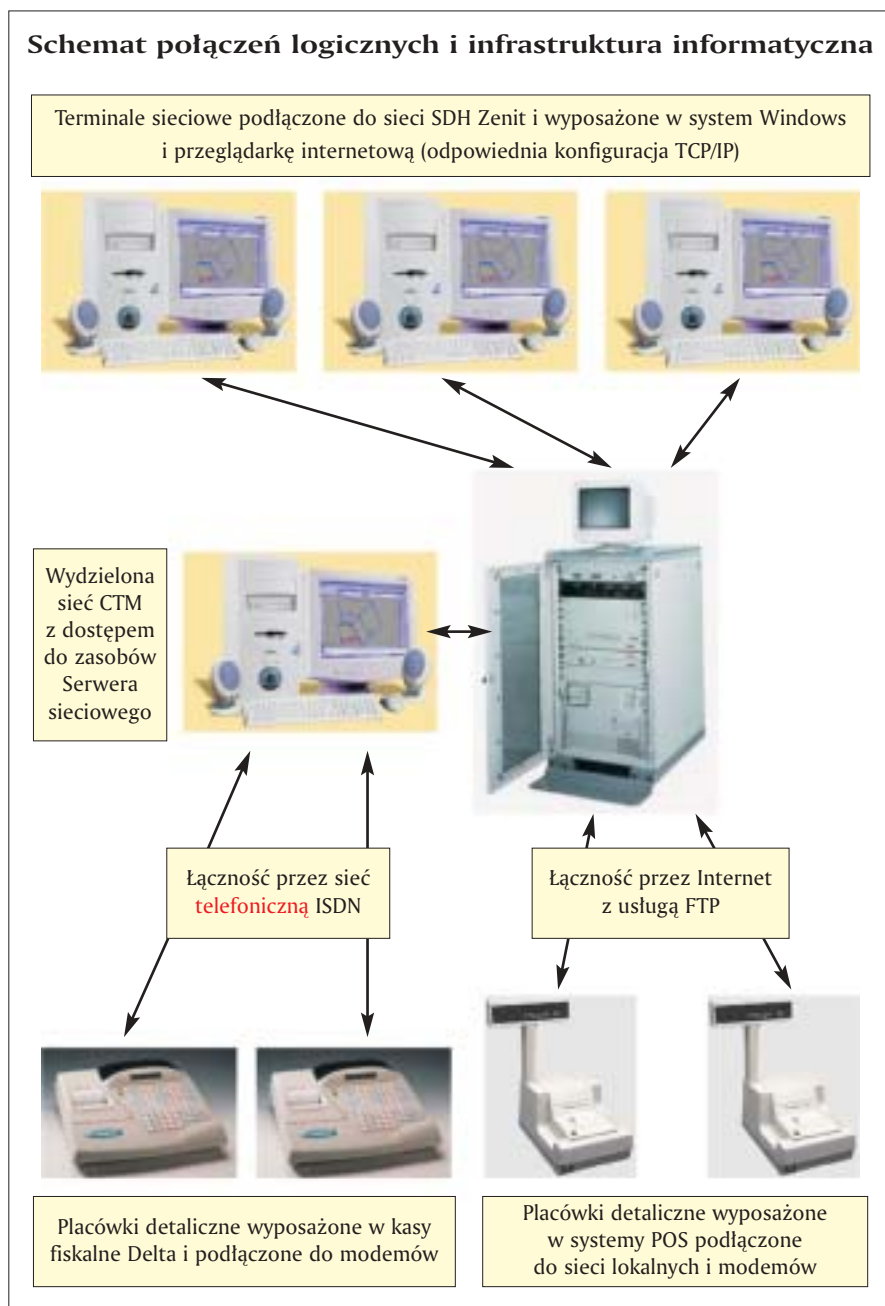 Schemat połączeń logicznych i infrastruktura informatyczna
Terminale sieciowe podłączone do sieci SDH Zenit i wyposażone w system Windows
i przeglądarkę internetową (odpowiednia konfiguracja TCP/IP)
Wydzielona
sieć CTM
z dostępem
do zasobów
Serwera
sieciowego
Łączność przez sieć
telefoniczną ISDN
Łączność przez Internet
z usługą FTP
Placówki detaliczne wyposażone w kasy
fiskalne Delta i podłączone do modemów
Placówki detaliczne wyposażone
w systemy POS podłączone
do sieci lokalnych i modemów